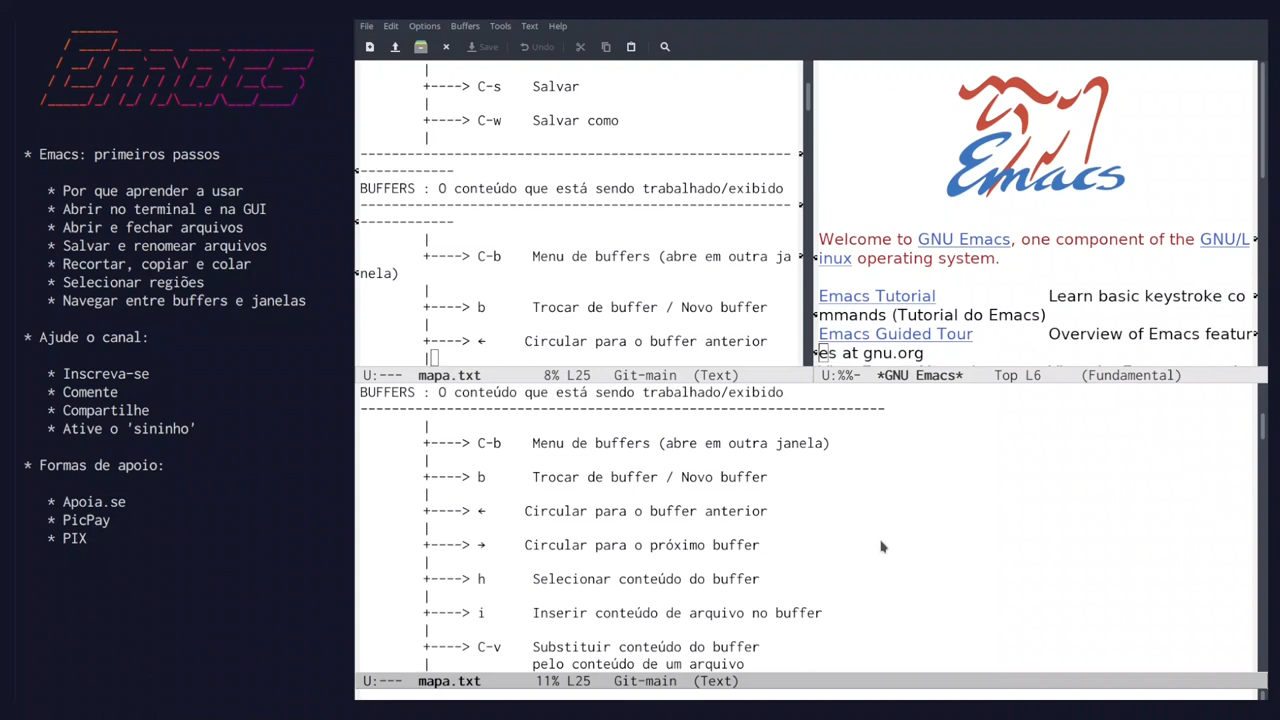 Emacs
* Emacs: primeiros passos
* Por que aprender a usar
* Abrir no terminal e na GUI
* Abrir e fechar arquivos
* Salvar e renomear arquivos
* Recortar, copiar e colar
* Selecionar regiões
* Navegar entre buffers e janelas
* Ajude o canal:
* Inscreva-se
* Comente
* Compartilhe
* Ative o 'sininho'
* Formas de apoio:
* Apoia.se
* PicPay
* PIX
File Edit Options Buffers Tools Text Help
Save Undo
|
+----> C-s Salvar
|
+----> C-w Salvar como
|
-------------------------------------------------------
------------
BUFFERS : O conteúdo que está sendo trabalhado/exibido
-------------------------------------------------------
------------
|
+----> C-b Menu de buffers (abre em outra ja
nela)
|
+----> b Trocar de buffer / Novo buffer
|
+----> ← Circular para o buffer anterior
|
U:--- mapa.txt 8% L25 Git-main (Text)
Emacs
Welcome to GNU Emacs, one component of the GNU/L
inux operating system.
Emacs Tutorial Learn basic keystroke co
mmands (Tutorial do Emacs)
Emacs Guided Tour Overview of Emacs featur
es at gnu.org
U:%%- *GNU Emacs* Top L6 (Fundamental)
BUFFERS : O conteúdo que está sendo trabalhado/exibido
-------------------------------------------------------------------
|
+----> C-b Menu de buffers (abre em outra janela)
|
+----> b Trocar de buffer / Novo buffer
|
+----> ← Circular para o buffer anterior
|
+----> → Circular para o próximo buffer
|
+----> h Selecionar conteúdo do buffer
|
+----> i Inserir conteúdo de arquivo no buffer
|
+----> C-v Substituir conteúdo do buffer
| pelo conteúdo de um arquivo
U:--- mapa.txt 11% L25 Git-main (Text)